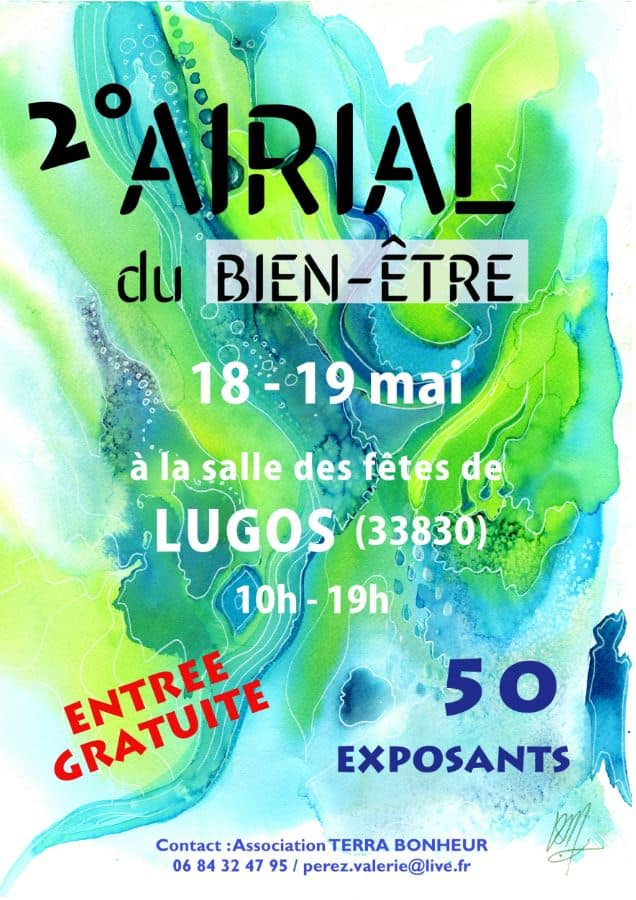 2° AIRIAL
du BIEN-ÊTRE
18 - 19 mai
à la salle des fêtes de
LUGOS (33830)
10h - 19h
ENTREE
GRATUITE
50
EXPOSANTS
Contact :Association TERRA BONHEUR
06 84 32 47 95 / perez.valerie@live.fr